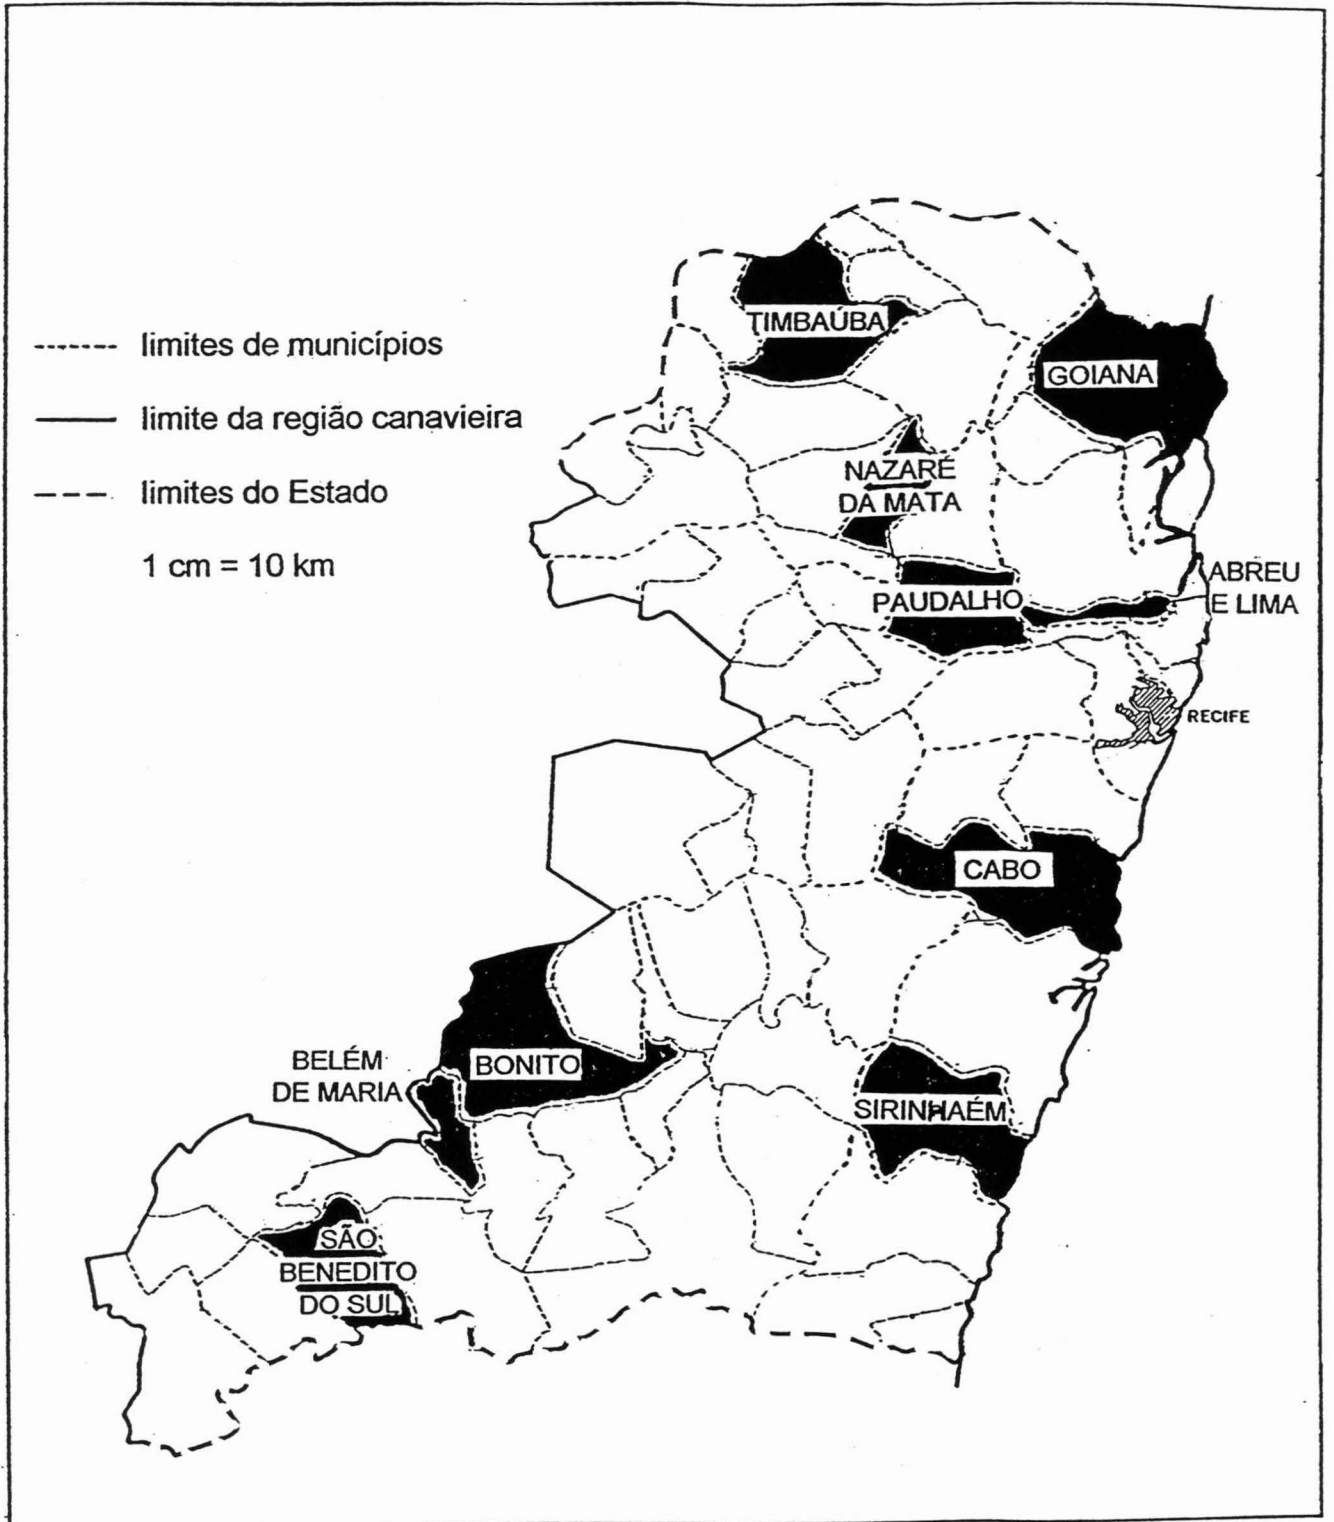 TIMBAÚBA
limites de municípios
GOIANA
limite da região canavieira
NAZARÉ
DA MATA
limites do Estado
1 cm = 10 km
ABREU
E LIMA
PAUDALHO
RECIFE
CABO
BELÉM
DE MARIA
BONITO
SIRINHAÉM
SÃO
BENEDITO
DO SUL